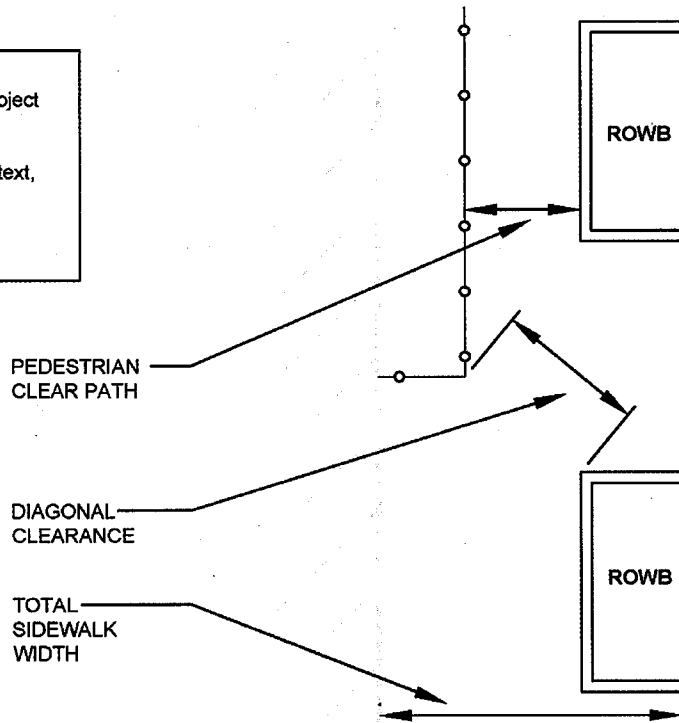 oject
text,
ROWB
PEDESTRIAN
CLEAR PATH
DIAGONAL
CLEARANCE
ROWB
TOTAL
SIDEWALK
WIDTH